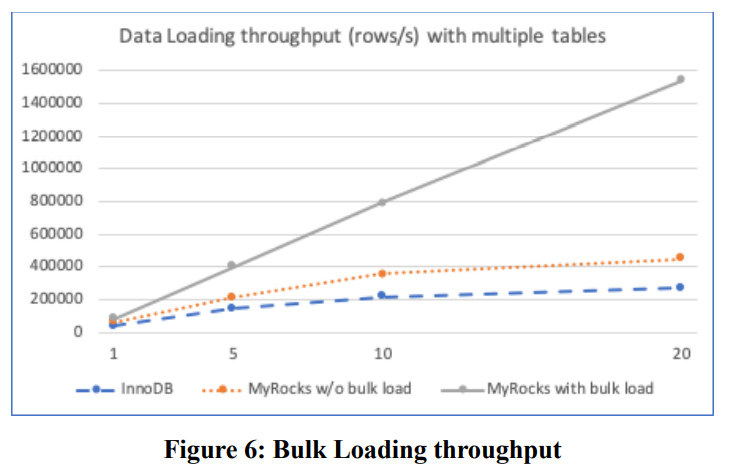 Data Loading throughput (rows/s) with multiple tables
1600000
1400000
1200000
1000000
800000
600000
400000
200000
0
1 5 10 20
InnoDB MyRocks w/o bulk load MyRocks with bulk load
Figure 6: Bulk Loading throughput